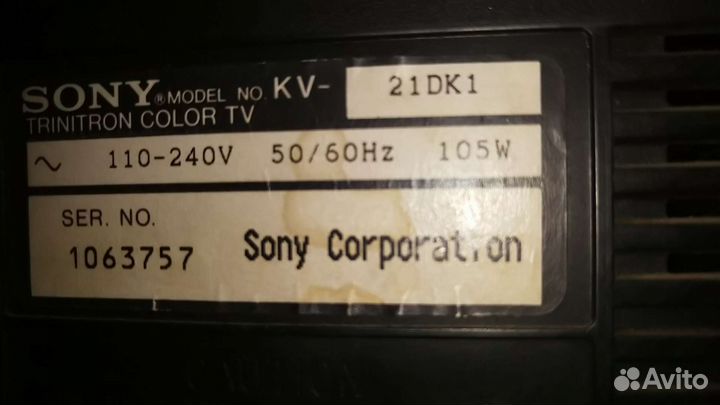 SONY® MODEL NO. KV- 21DK1
TRINITRON COLOR TV
~ 110-240V 50/60Hz 105W
SER. NO.
1063757 Sony Corporation
CAUTION
Avito